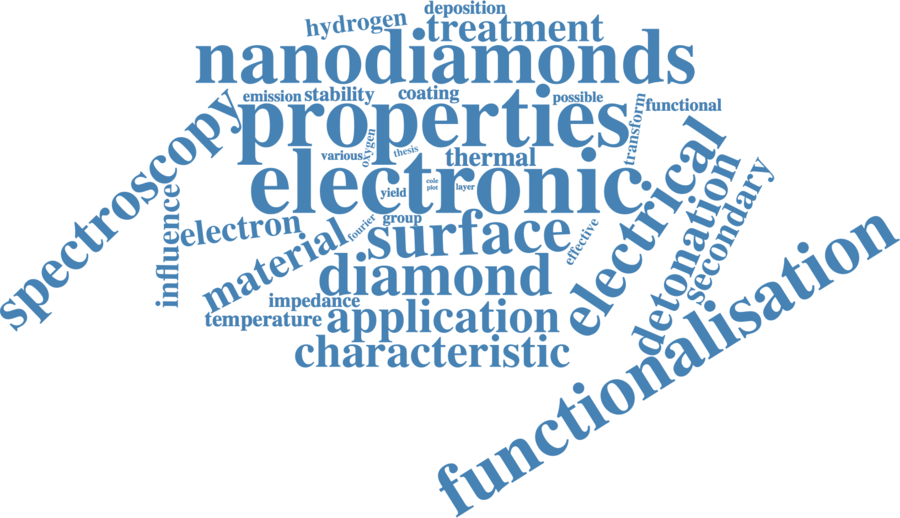 deposition
hydrogen
treatment
nanodiamonds
emission
stability
coating
possible
functional
spectroscopy
properties
transform
oxygen
various
thesis
thermal
electronic
cole
plot
layer
yield
electrical
detonation
secondary
influence
electron
fourier
group
material
surface
effective
diamond
impedance
temperature
application
characteristic
functionalisation